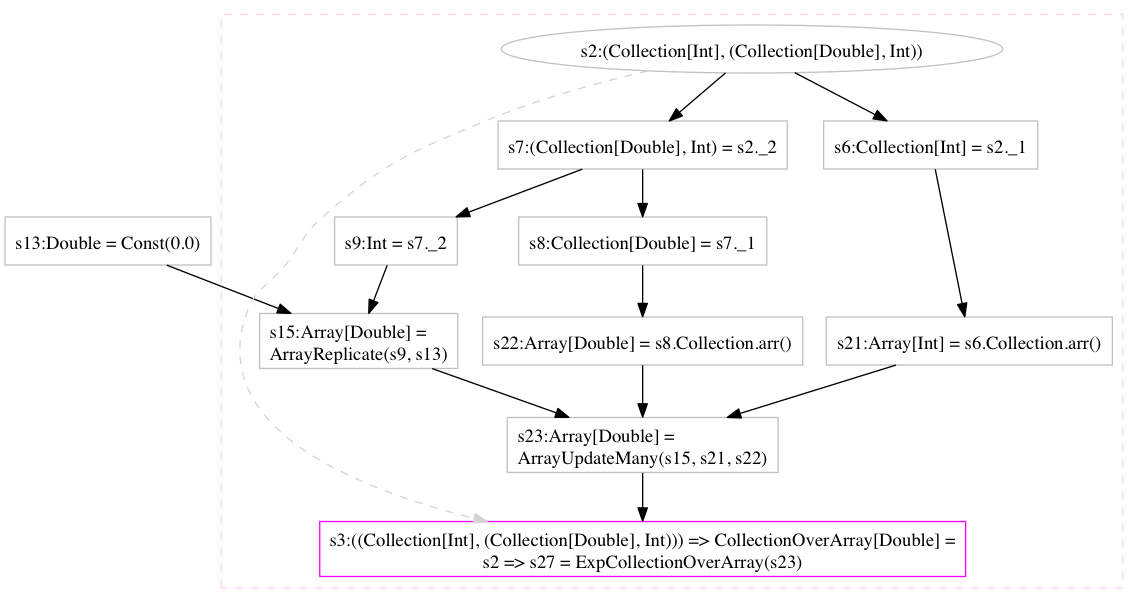 s2:(Collection[Int], (Collection[Double], Int))
s7:(Collection[Double], Int) = s2._2
s6:Collection[Int] = s2._1
s13:Double = Const(0.0)
s9:Int = s7._2
s8:Collection[Double] = s7._1
s15:Array[Double] =
ArrayReplicate(s9, s13)
s22:Array[Double] = s8.Collection.arr()
s21:Array[Int] = s6.Collection.arr()
s23:Array[Double] =
ArrayUpdateMany(s15, s21, s22)
s3:((Collection[Int], (Collection[Double], Int))) => CollectionOverArray[Double] =
s2 => s27 = ExpCollectionOverArray(s23)